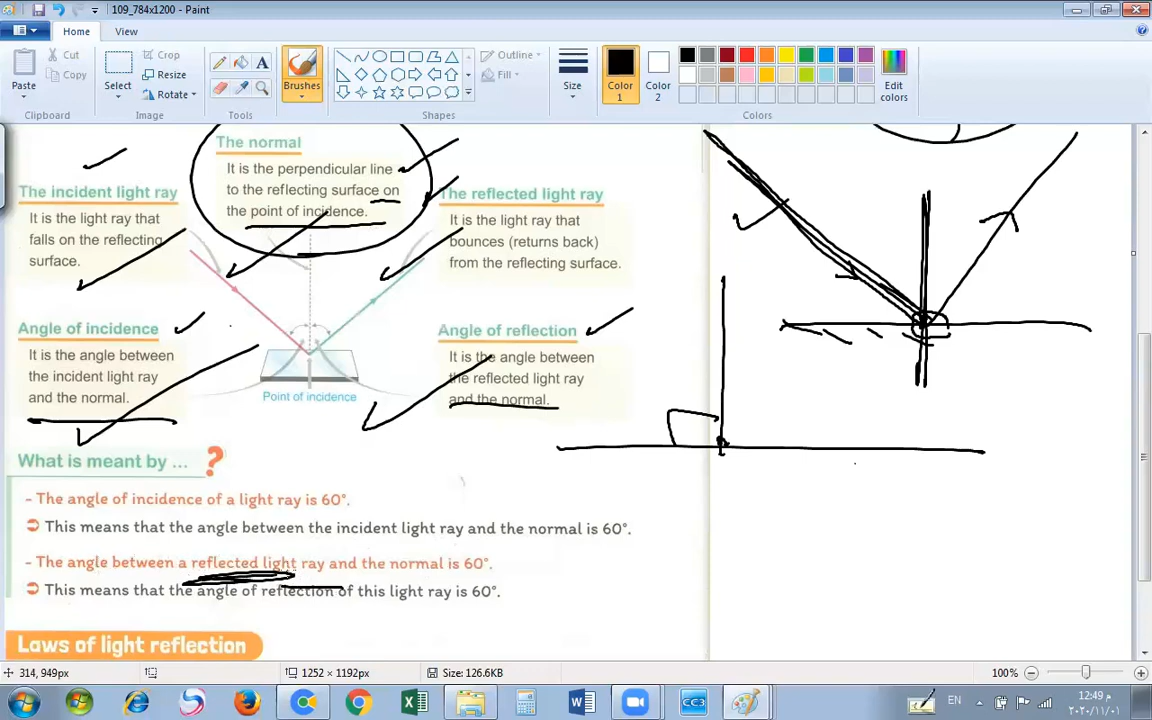 109_784x1200 - Paint
Home
View
Paste
Cut
Copy
Clipboard
Select
Crop
Resize
Rotate
Image
Tools
Brushes
Shapes
Outline
Fill
Size
Color 1
Color 2
Edit colors
Colors
The normal
It is the perpendicular line
to the reflecting surface on
the point of incidence.
The incident light ray
It is the light ray that
falls on the reflecting
surface.
The reflected light ray
It is the light ray that
bounces (returns back)
from the reflecting surface.
Angle of incidence
It is the angle between
the incident light ray
and the normal.
Angle of reflection
It is the angle between
the reflected light ray
and the normal.
Point of incidence
What is meant by ... ?
- The angle of incidence of a light ray is 60°.
This means that the angle between the incident light ray and the normal is 60°.
- The angle between a reflected light ray and the normal is 60°.
This means that the angle of reflection of this light ray is 60°.
Laws of light reflection
314, 949px
1252 × 1192px
Size: 126.6KB
100%
CC3
EN
12:49 م
٢٠٢٠/١١/٠١